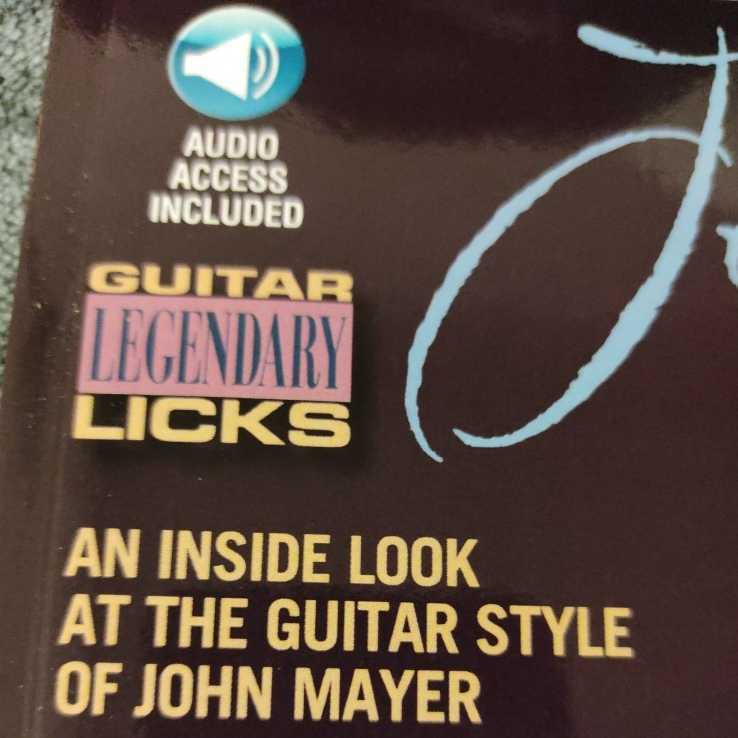 AUDIO
ACCESS
INCLUDED
GUITAR
LEGENDARY
LICKS
AN INSIDE LOOK
AT THE GUITAR STYLE
OF JOHN MAYER